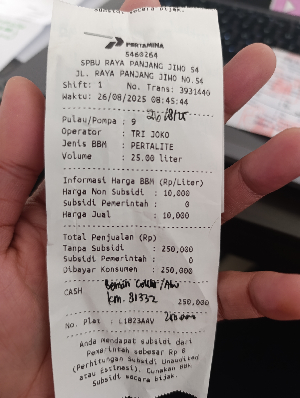 Subsidi secara bijak.
PERTAMINA
5460264
SPBU RAYA PANJANG JIWO 54
JL. RAYA PANJANG JIWO NO.54
Shift: 1 No. Trans: 3931440
Waktu: 26/08/2025 08:45:44
Pulau/Pompa : 9
Operator : TRI JOKO
Jenis BBM : PERTALITE
Volume : 25.00 liter
Informasi Harga BBM (Rp/Liter)
Harga Non Subsidi : 10,000
Subsidi Pemerintah : 0
Harga Jual : 10,000
Total Penjualan (Rp)
Tanpa Subsidi : 250,000
Subsidi Pemerintah : 0
Dibayar Konsumen : 250,000
CASH
km. 81332
250,000
No. Plat : L1823AAV
Anda mendapat subsidi dari
Pemerintah sebesar Rp 0
(Perhitungan Subsidi Unaudited
atau Estimasi). Gunakan BBM
Subsidi secara bijak.